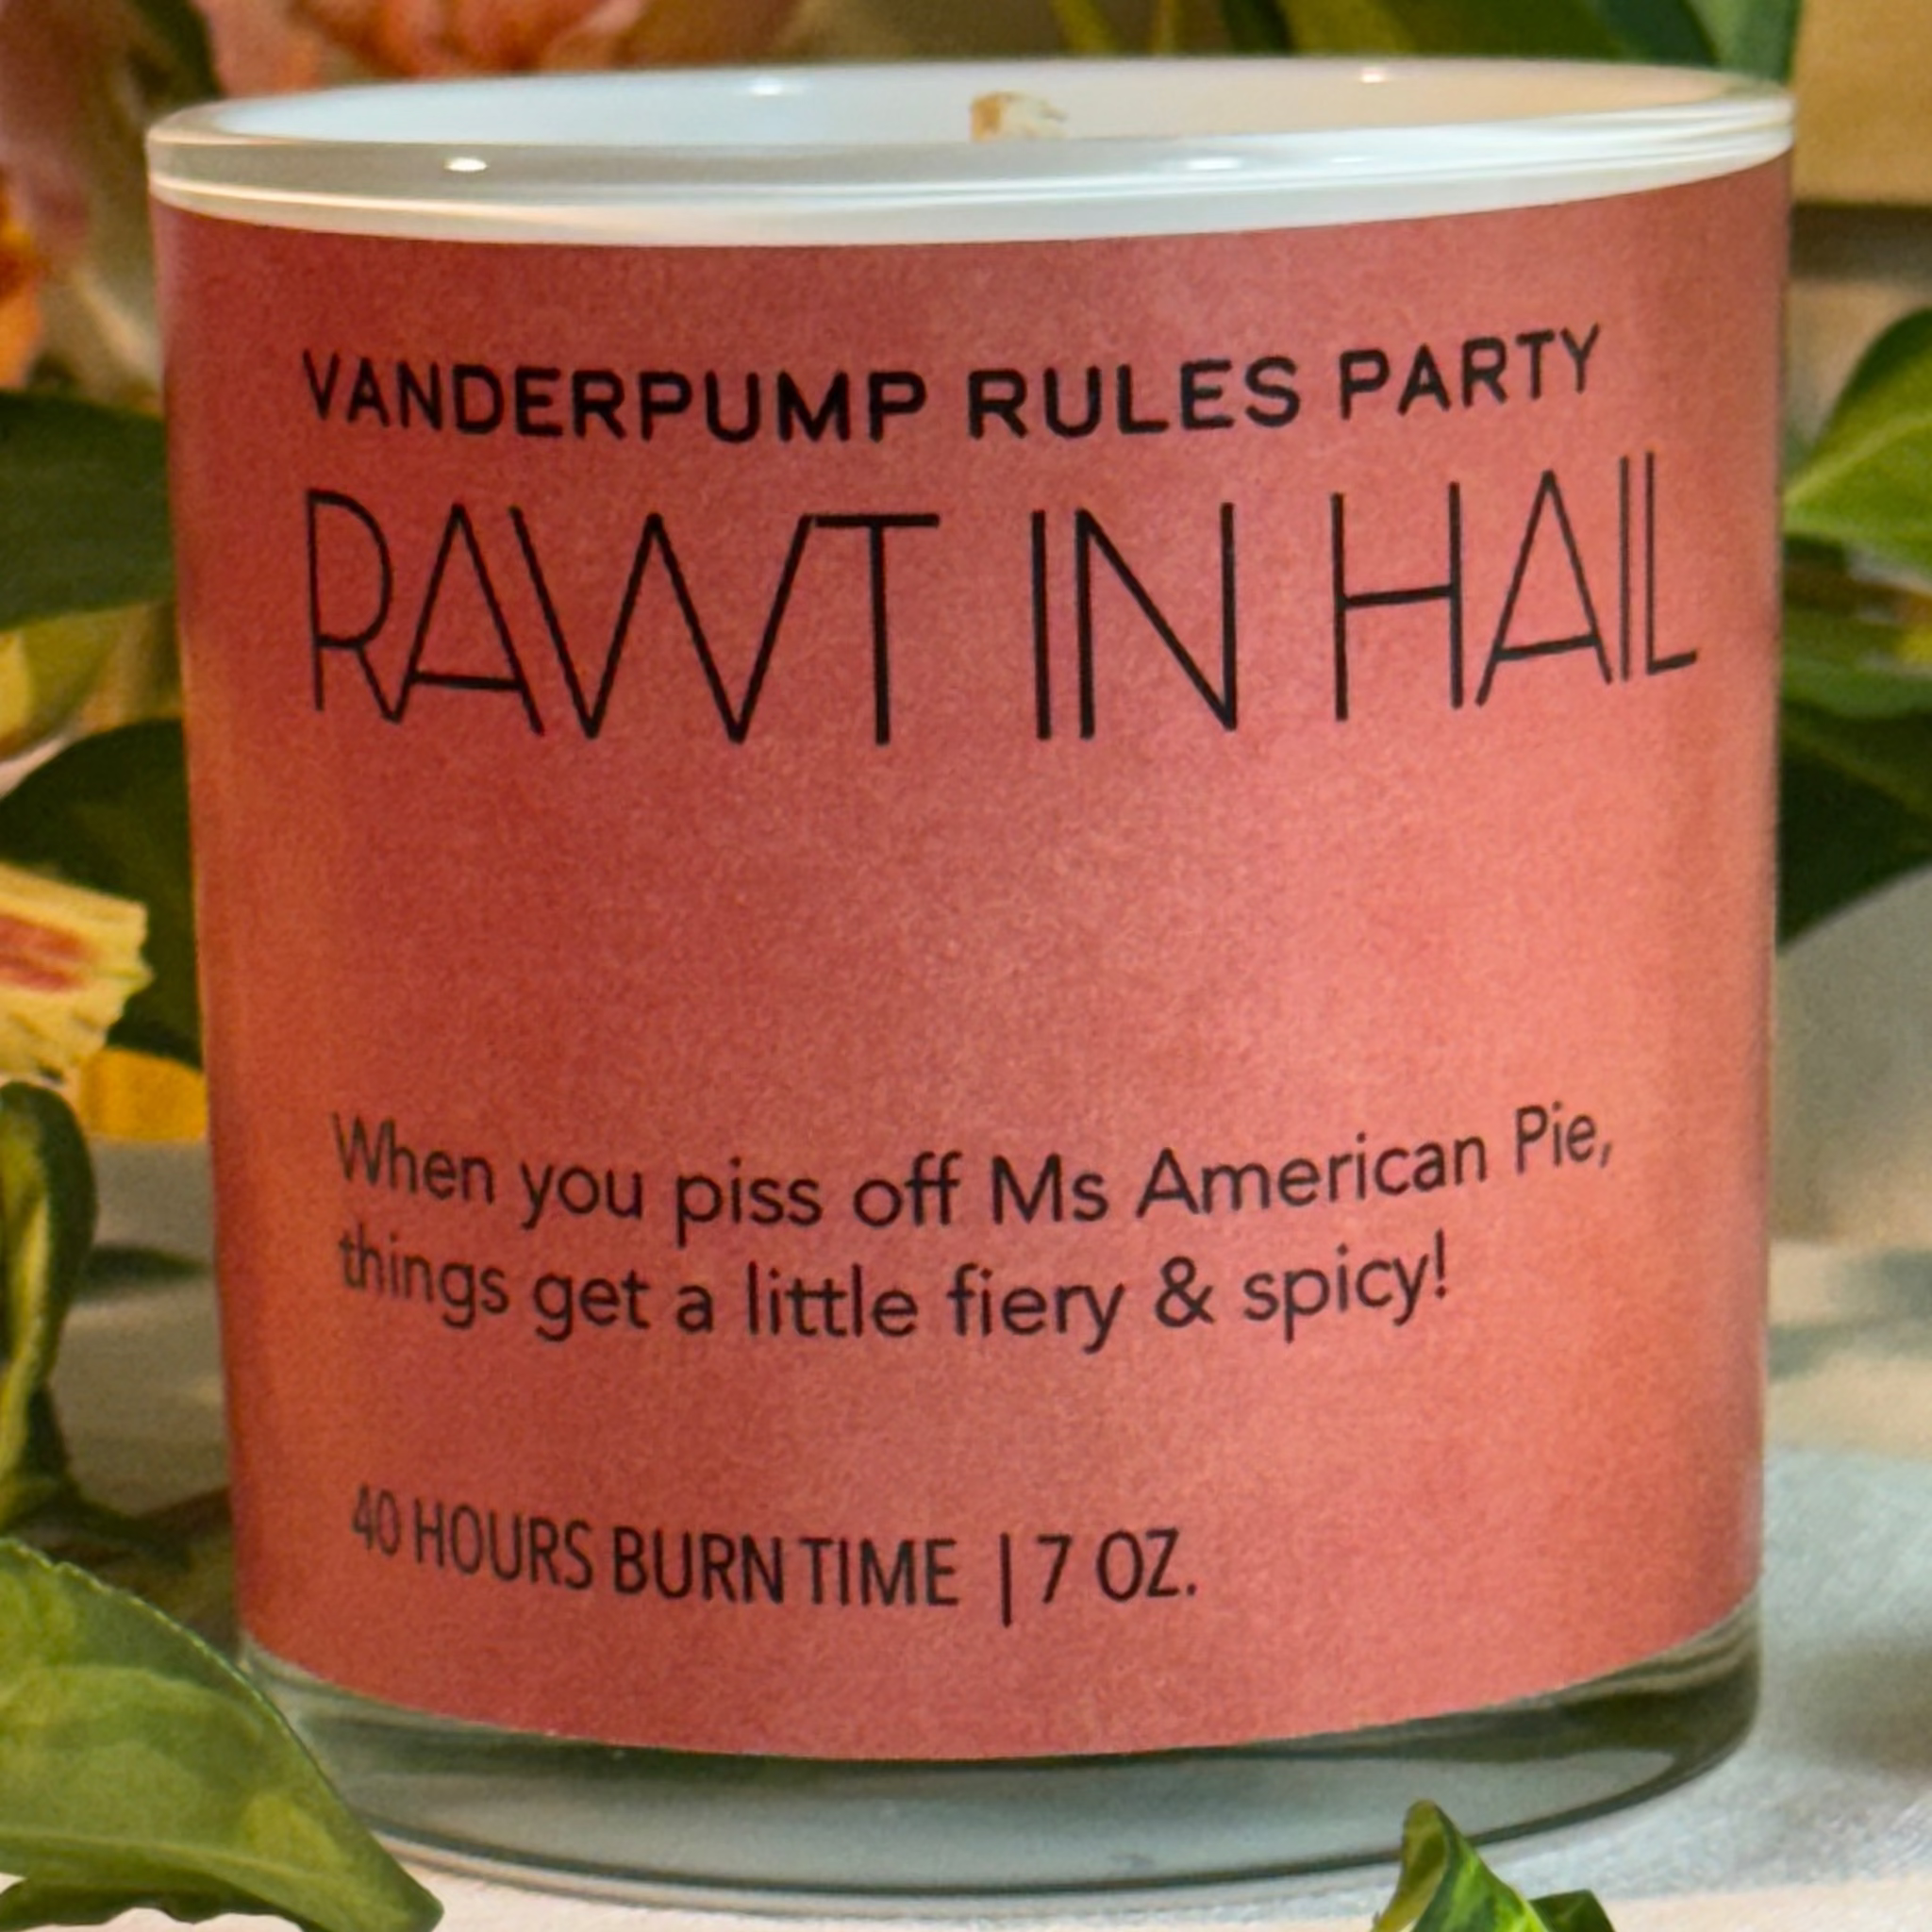 VANDERPUMP RULES PARTY
RAWT IN HAIL
When you piss off Ms American Pie,
things get a little fiery & spicy!
40 HOURS BURN TIME | 7 OZ.